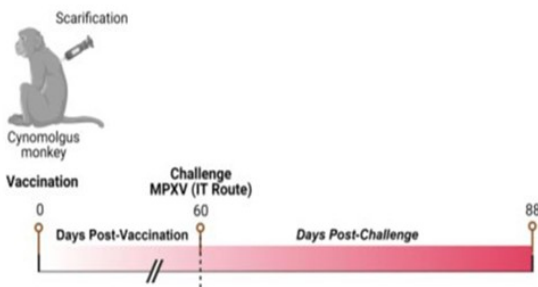 Scarification
Cynomolgus
monkey
Vaccination
Challenge
MPXV (IT Route)
0
60
88
Days Post-Vaccination
Days Post-Challenge